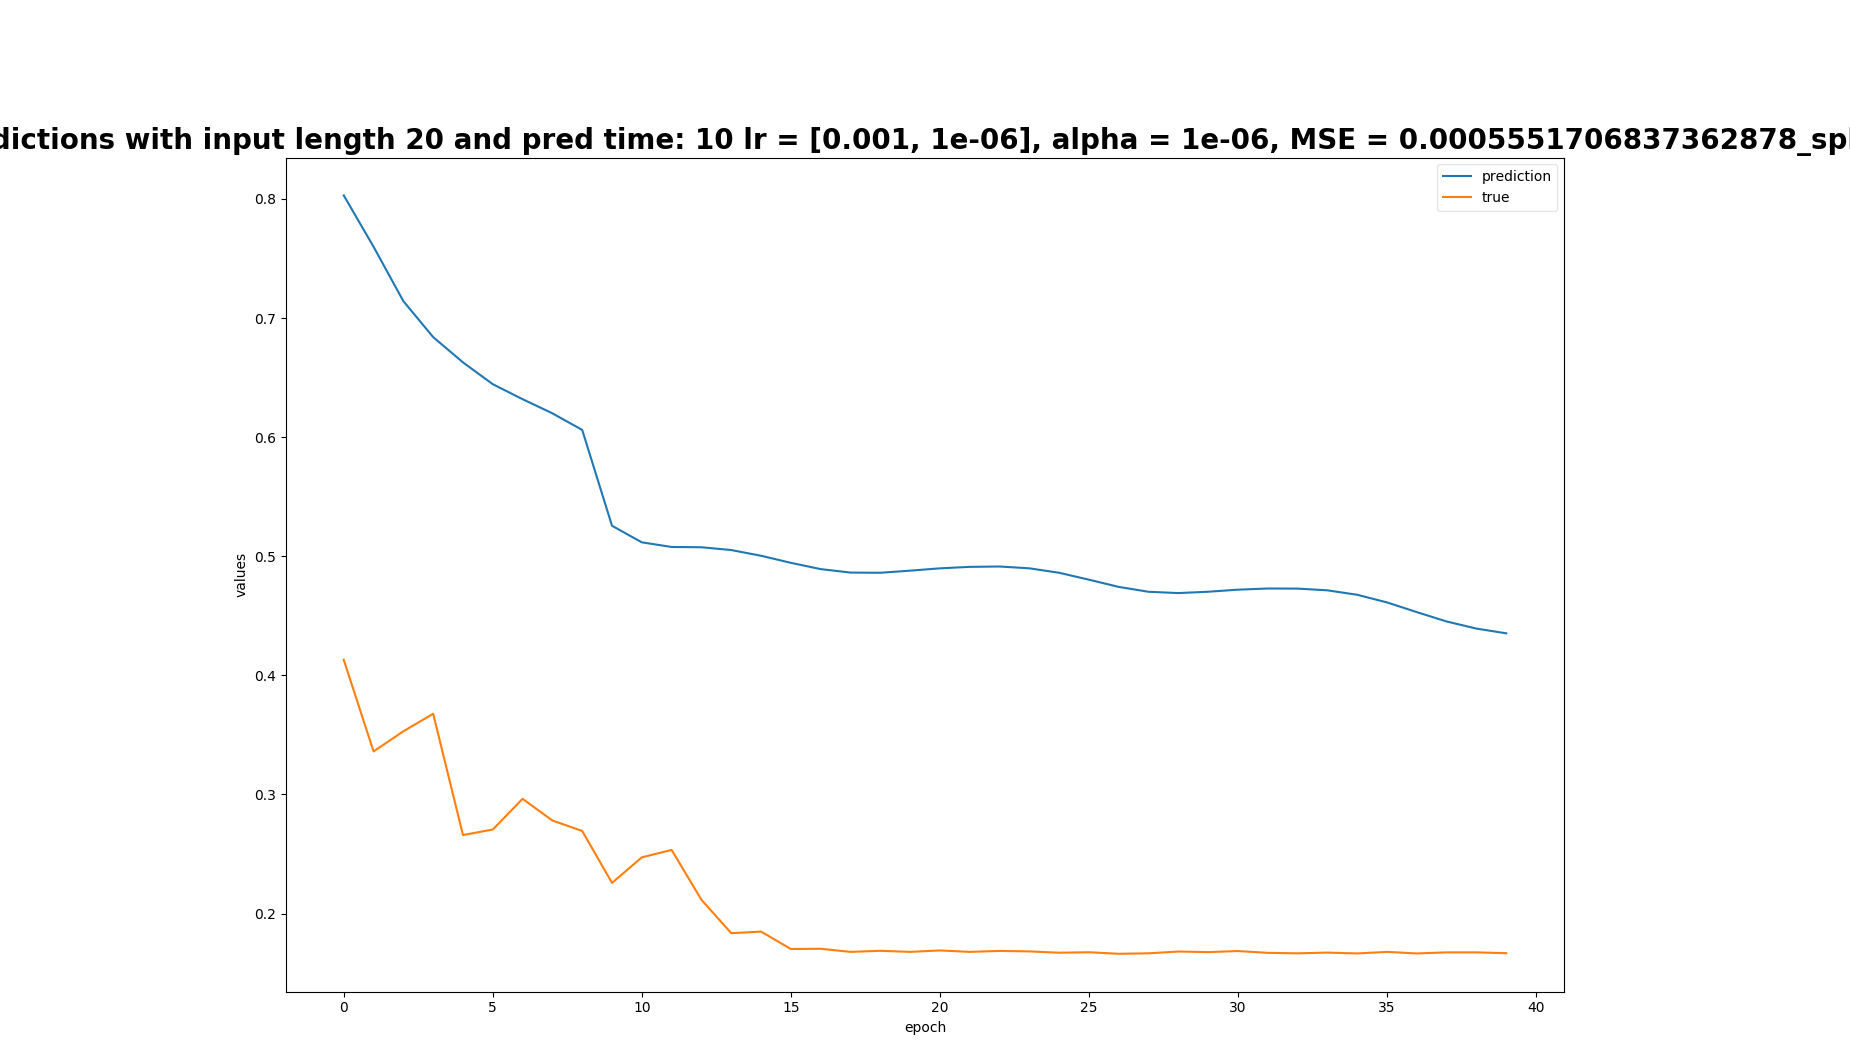 dictions with input length 20 and pred time: 10 lr = [0.001, 1e-06], alpha = 1e-06, MSE = 0.0005551706837362878_spl
prediction
true
0.8
0.7
0.6
0.5
0.4
0.3
0.2
values
0 5 10 15 20 25 30 35 40
epoch